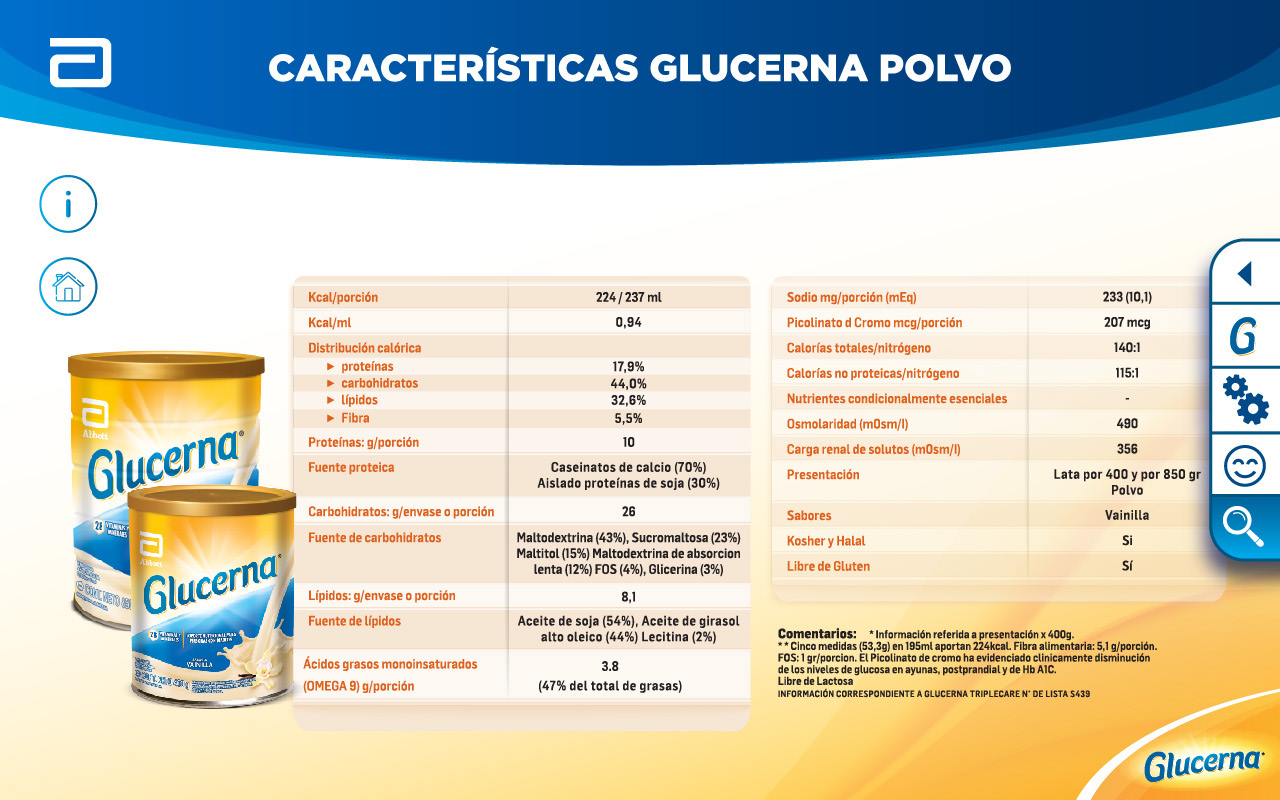 CARACTERÍSTICAS GLUCERNA POLVO
i
Kcal/porción 224 / 237 ml
Kcal/ml 0,94
Distribución calórica
► proteínas 17,9%
► carbohidratos 44,0%
► lípidos 32,6%
► Fibra 5,5%
Proteínas: g/porción 10
Fuente proteica Caseinatos de calcio (70%)
Aislado proteínas de soja (30%)
Carbohidratos: g/envase o porción 26
Fuente de carbohidratos Maltodextrina (43%), Sucromaltosa (23%)
Maltitol (15%) Maltodextrina de absorcion
lenta (12%) FOS (4%), Glicerina (3%)
Lípidos: g/envase o porción 8,1
Fuente de lípidos Aceite de soja (54%), Aceite de girasol
alto oleico (44%) Lecitina (2%)
Ácidos grasos monoinsaturados 3.8
(OMEGA 9) g/porción (47% del total de grasas)
Sodio mg/porción (mEq) 233 (10,1)
Picolinato d Cromo mcg/porción 207 mcg
Calorías totales/nitrógeno 140:1
Calorías no proteicas/nitrógeno 115:1
Nutrientes condicionalmente esenciales -
Osmolaridad (mOsm/l) 490
Carga renal de solutos (mOsm/l) 356
Presentación Lata por 400 y por 850 gr
Polvo
Sabores Vainilla
Kosher y Halal Si
Libre de Gluten Sí
Comentarios: * Información referida a presentación x 400g.
* * Cinco medidas (53,3g) en 195ml aportan 224kcal. Fibra alimentaria: 5,1 g/porción.
FOS: 1 gr/porcion. El Picolinato de cromo ha evidenciado clinicamente disminución
de los niveles de glucosa en ayunas, postprandial y de Hb A1C.
Libre de Lactosa
INFORMACIÓN CORRESPONDIENTE A GLUCERNA TRIPLECARE N° DE LISTA S439
Abbott
Glucerna
28 VITAMINAS Y
MINERALES
Abbott
Glucerna
28 VITAMINAS Y
MINERALES
VAINILLA
G
Glucerna